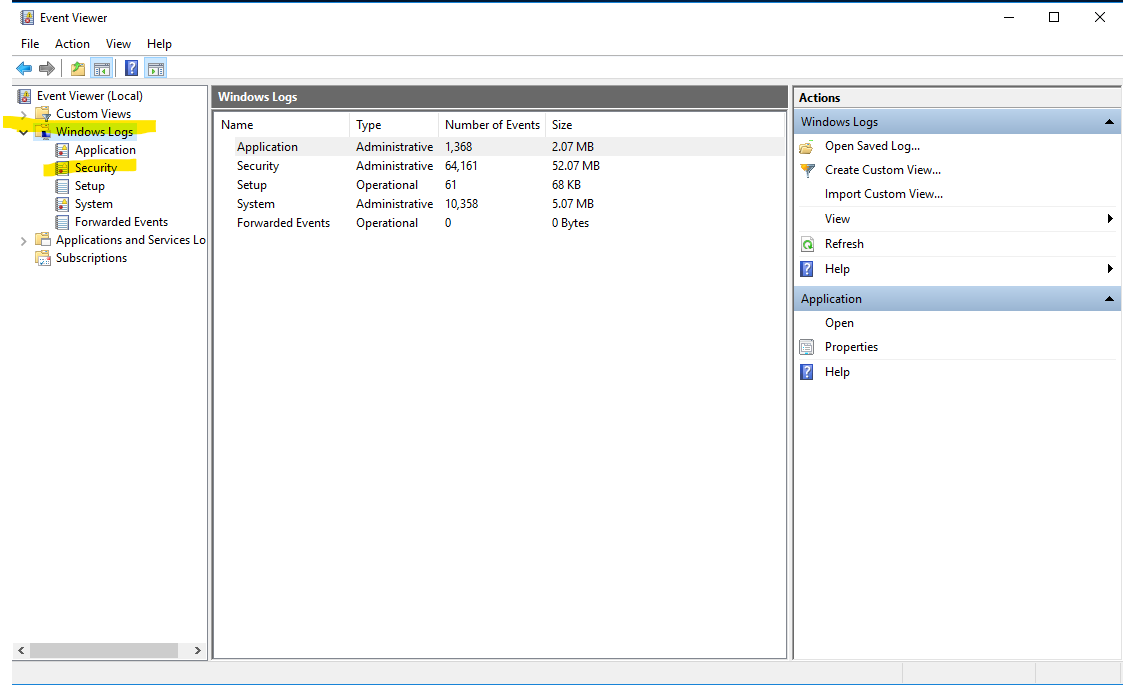 Event Viewer
File Action View Help
Event Viewer (Local)
Custom Views
Windows Logs
Application
Security
Setup
System
Forwarded Events
Applications and Services Lo
Subscriptions
Windows Logs
Name Type Number of Events Size
Application Administrative 1,368 2.07 MB
Security Administrative 64,161 52.07 MB
Setup Operational 61 68 KB
System Administrative 10,358 5.07 MB
Forwarded Events Operational 0 0 Bytes
Actions
Windows Logs
Open Saved Log...
Create Custom View...
Import Custom View...
View
Refresh
Help
Application
Open
Properties
Help